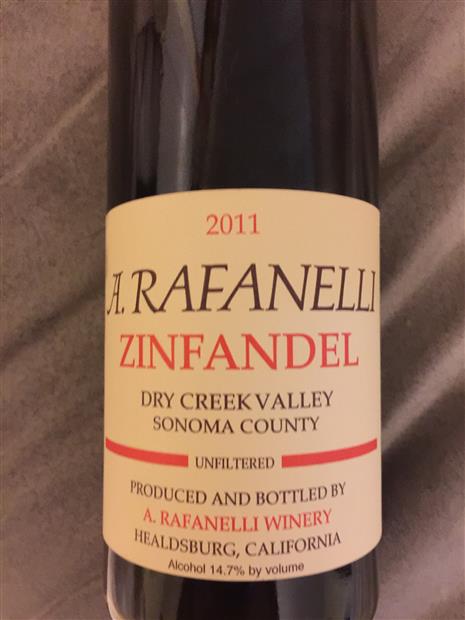 2011
A. RAFANELLI
ZINFANDEL
DRY CREEK VALLEY
SONOMA COUNTY
UNFILTERED
PRODUCED AND BOTTLED BY
A. RAFANELLI WINERY
HEALDSBURG, CALIFORNIA
Alcohol 14.7% by volume